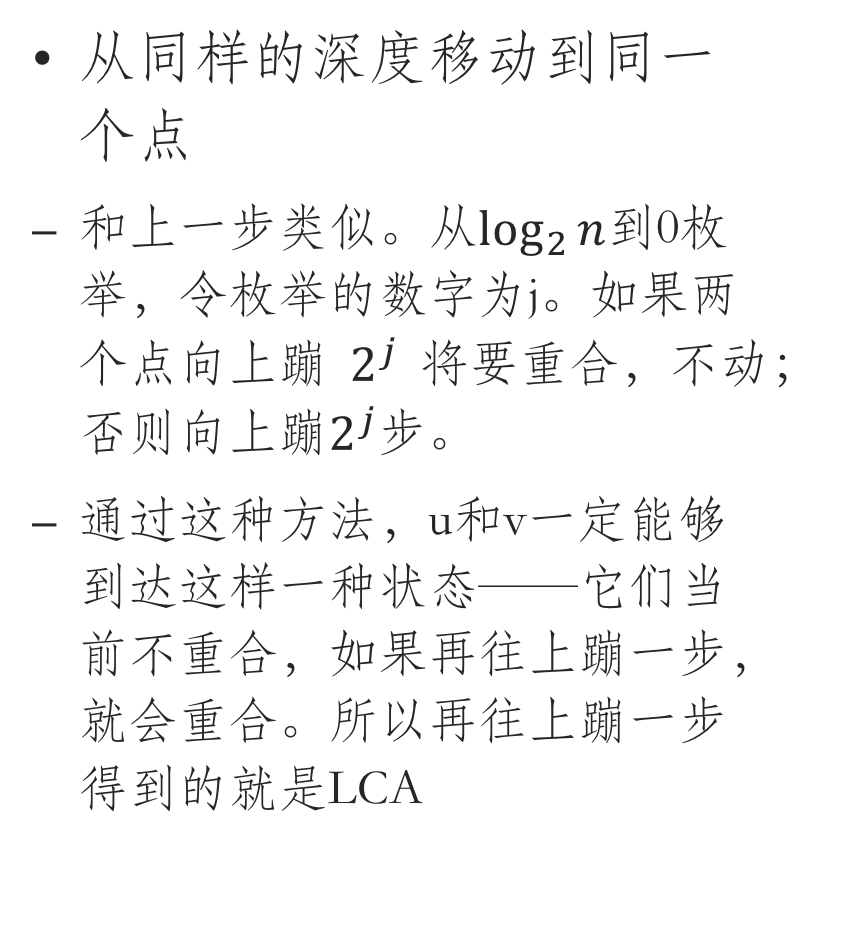 • 从同样的深度移动到同一
个点
– 和上一步类似。从log₂ n到0枚
举，令枚举的数字为j。如果两
个点向上蹦 2ʲ 将要重合，不动；
否则向上蹦2ʲ步。
– 通过这种方法，u和v一定能够
到达这样一种状态——它们当
前不重合，如果再往上蹦一步，
就会重合。所以再往上蹦一步
得到的就是LCA